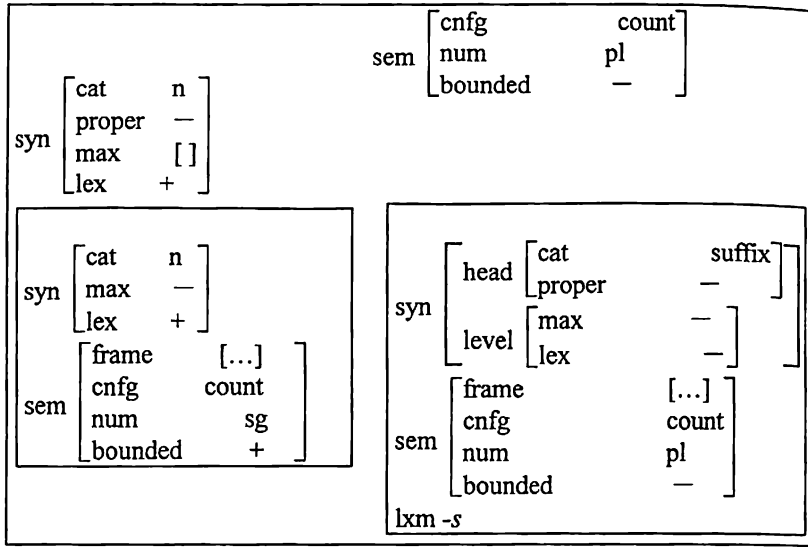 sem [cnfg count
num pl
bounded —]
syn [cat n
proper —
max [ ]
lex +]
syn [cat n
max —
lex +]
sem [frame [...]
cnfg count
num sg
bounded +]
syn [head [cat suffix
proper —]
level [max —
lex —]]
sem [frame [...]
cnfg count
num pl
bounded —]
lxm -s